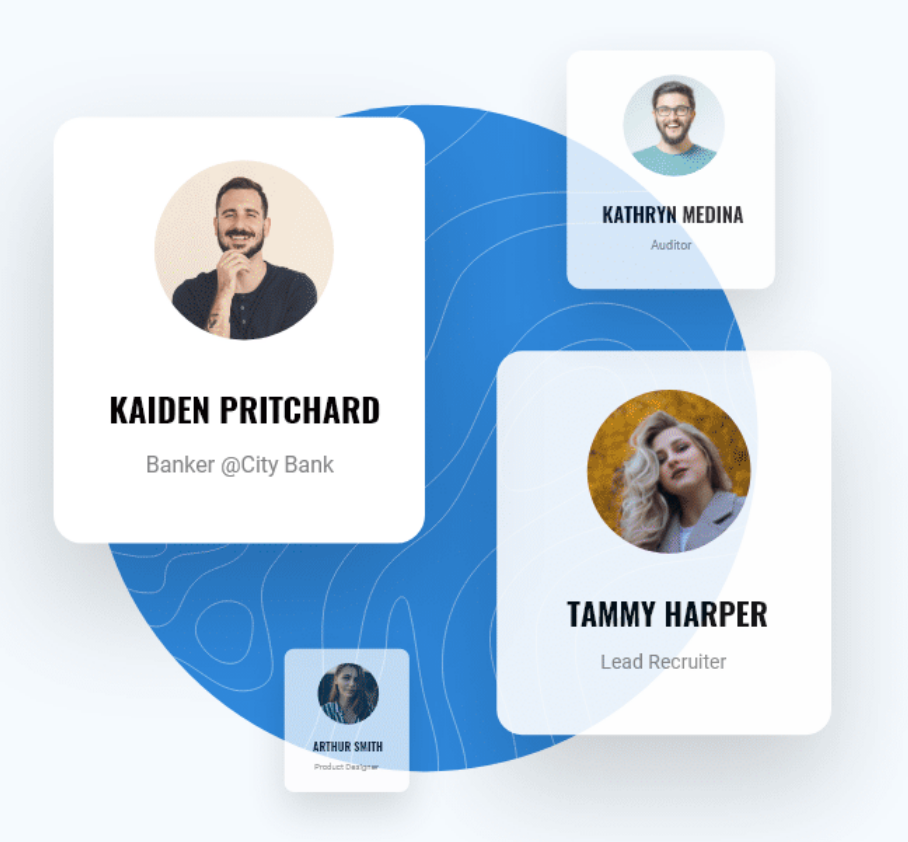 KATHRYN MEDINA
Auditor
KAIDEN PRITCHARD
Banker @City Bank
TAMMY HARPER
Lead Recruiter
ARTHUR SMITH
Product Designer